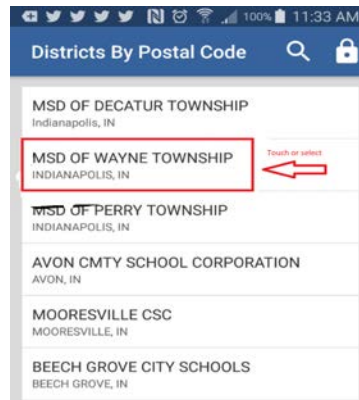 100% 11:33 AM
Districts By Postal Code
MSD OF DECATUR TOWNSHIP
Indianapolis, IN
MSD OF WAYNE TOWNSHIP
INDIANAPOLIS, IN
Touch or select
MSD OF PERRY TOWNSHIP
INDIANAPOLIS, IN
AVON CMTY SCHOOL CORPORATION
AVON, IN
MOORESVILLE CSC
MOORESVILLE, IN
BEECH GROVE CITY SCHOOLS
BEECH GROVE, IN